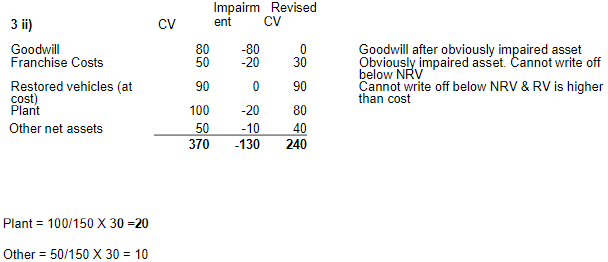 Impairm Revised
3 ii) CV ent CV
Goodwill 80 -80 0 Goodwill after obviously impaired asset
Franchise Costs 50 -20 30 Obviously impaired asset. Cannot write off
below NRV
Restored vehicles (at 90 0 90 Cannot write off below NRV & RV is higher
cost) than cost
Plant 100 -20 80
Other net assets 50 -10 40
370 -130 240
Plant = 100/150 X 30 =20
Other = 50/150 X 30 = 10